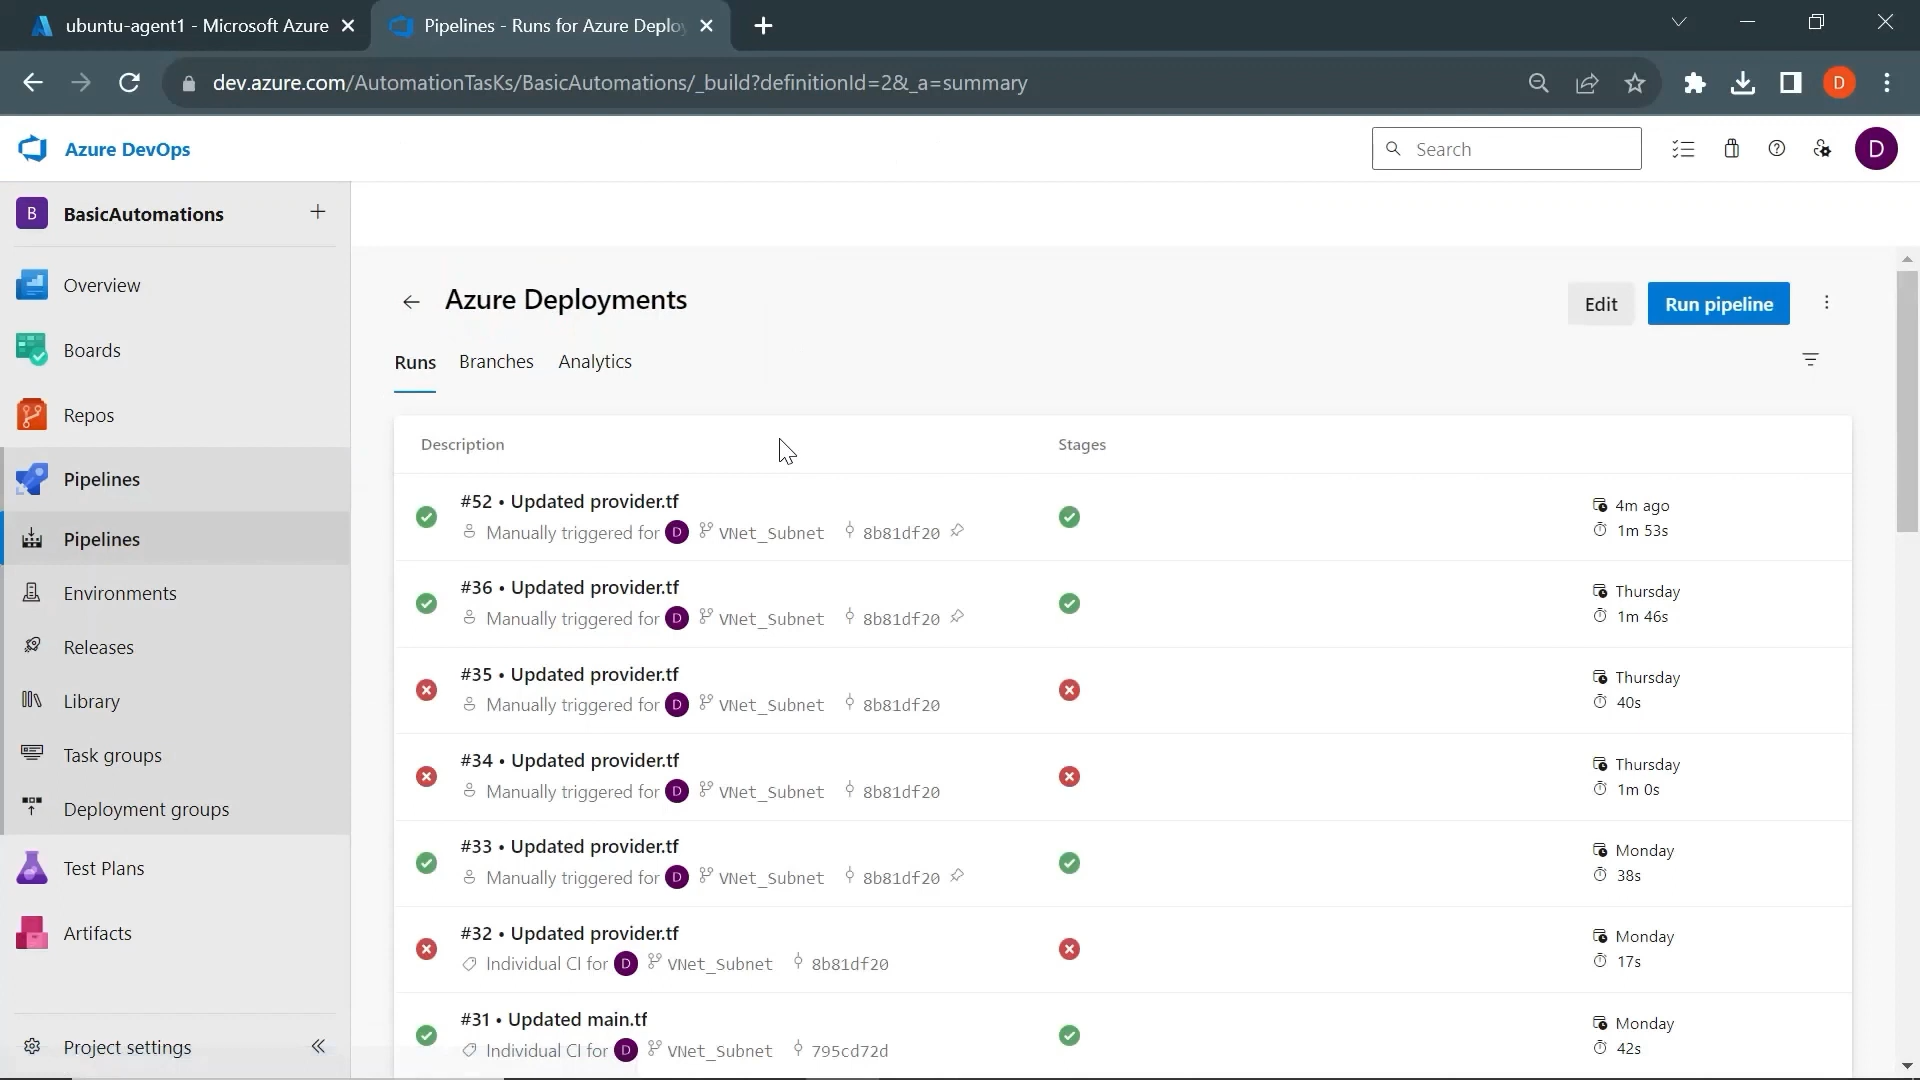 ubuntu-agent1 - Microsoft Azure
Pipelines - Runs for Azure Deplo
dev.azure.com/AutomationTasKs/BasicAutomations/_build?definitionId=2&_a=summary
D
Azure DevOps
Search
D
B BasicAutomations
Overview
Boards
Repos
Pipelines
Pipelines
Environments
Releases
Library
Task groups
Deployment groups
Test Plans
Artifacts
Project settings
Azure Deployments
Edit
Run pipeline
Runs Branches Analytics
Description Stages
#52 • Updated provider.tf
Manually triggered for D VNet_Subnet 8b81df20
4m ago
1m 53s
#36 • Updated provider.tf
Manually triggered for D VNet_Subnet 8b81df20
Thursday
1m 46s
#35 • Updated provider.tf
Manually triggered for D VNet_Subnet 8b81df20
Thursday
40s
#34 • Updated provider.tf
Manually triggered for D VNet_Subnet 8b81df20
Thursday
1m 0s
#33 • Updated provider.tf
Manually triggered for D VNet_Subnet 8b81df20
Monday
38s
#32 • Updated provider.tf
Individual CI for D VNet_Subnet 8b81df20
Monday
17s
#31 • Updated main.tf
Individual CI for D VNet_Subnet 795cd72d
Monday
42s